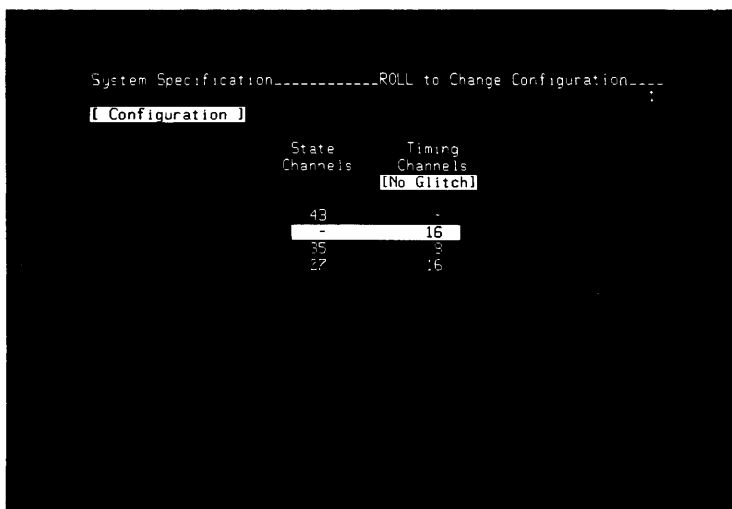 System Specification____________ROLL to Change Configuration____
[ Configuration ]
State Timing
Channels Channels
[No Glitch]
43 -
- 16
35 8
27 16